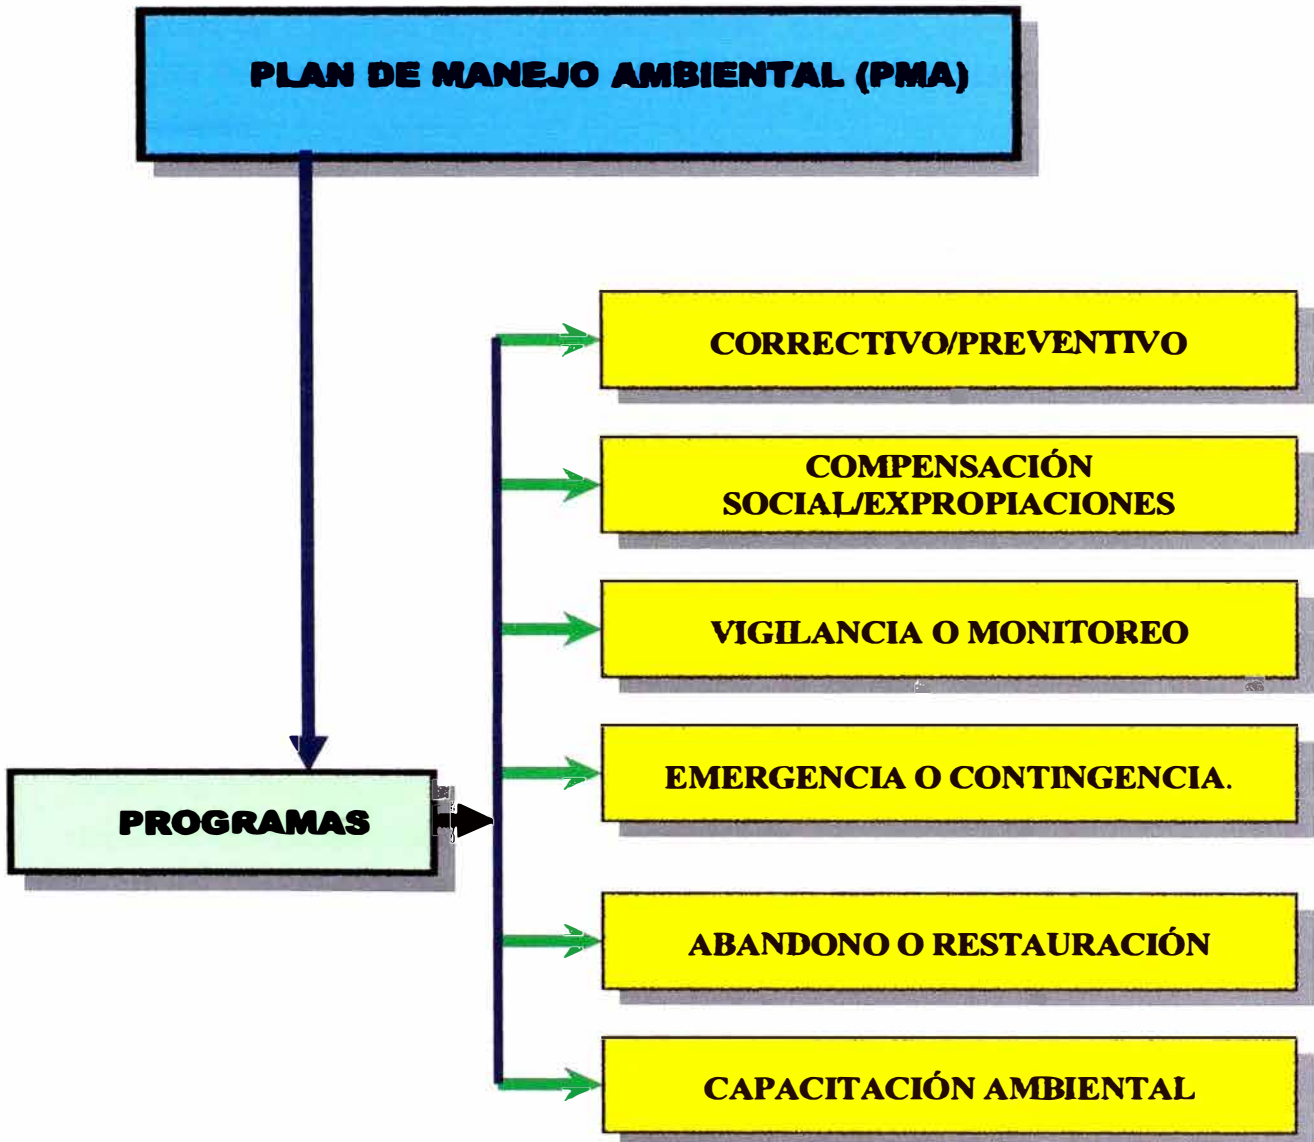 PLAN DE MANEJO AMBIENTAL (PMA)
CORRECTIVO/PREVENTIVO
COMPENSACIÓN
SOCIAL/EXPROPIACIONES
VIGILANCIA O MONITOREO
EMERGENCIA O CONTINGENCIA.
PROGRAMAS
ABANDONO O RESTAURACIÓN
CAPACITACIÓN AMBIENTAL